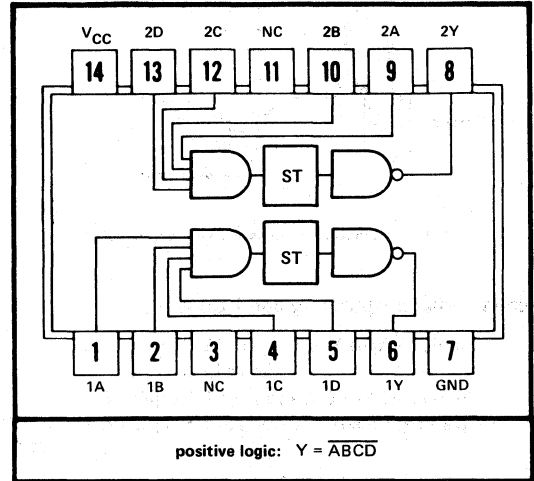 VCC 2D 2C NC 2B 2A 2Y
14 13 12 11 10 9 8
ST
ST
1 2 3 4 5 6 7
1A 1B NC 1C 1D 1Y GND
positive logic: Y = ABCD